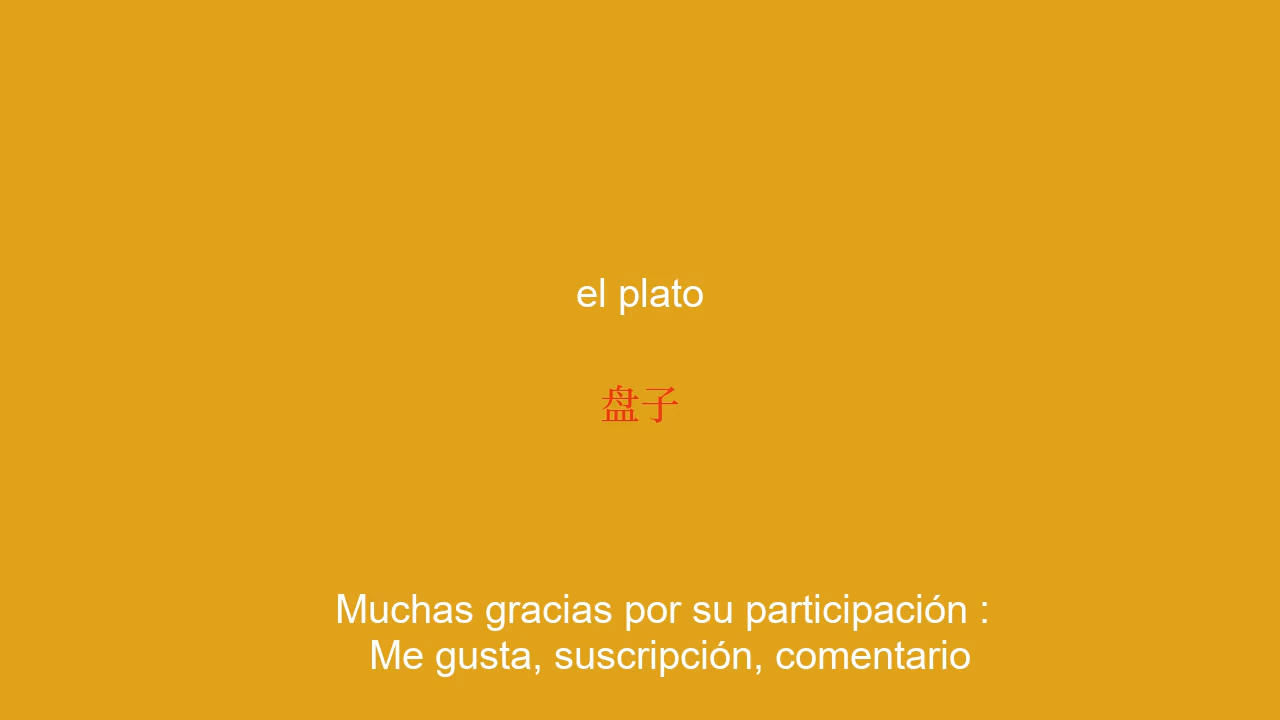 el plato
盘子
Muchas gracias por su participación :
Me gusta, suscripción, comentario